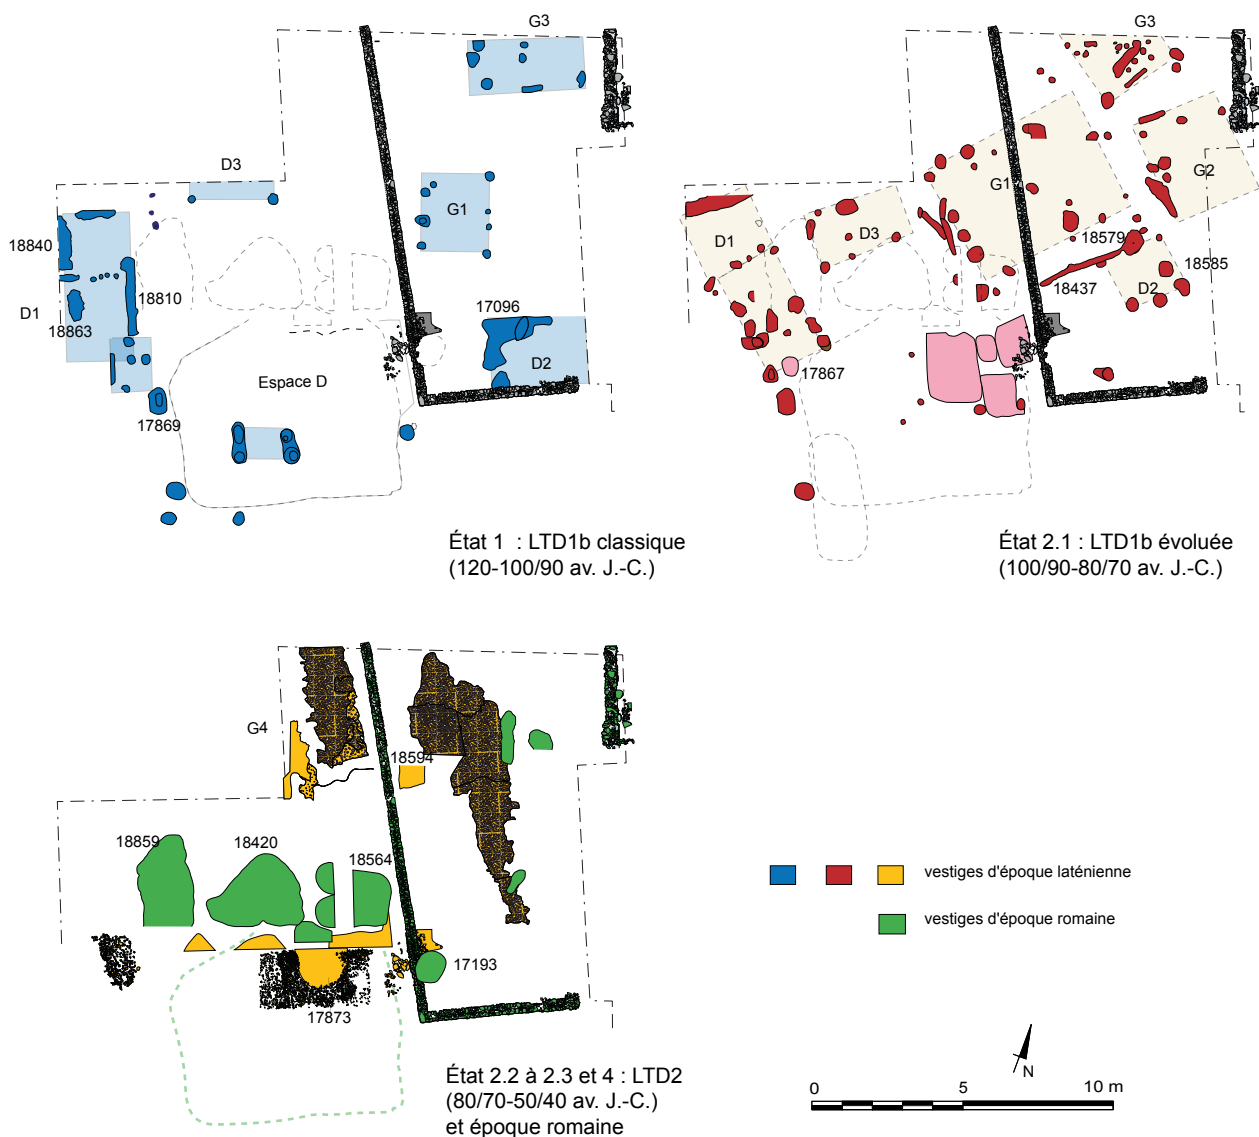 G3
D3
G1
18840
18810
D1
18863
17096
D2
Espace D
17869
État 1 : LTD1b classique
(120-100/90 av. J.-C.)
G3
G2
G1
D1
D3
18579
18585
18437
D2
17867
État 2.1 : LTD1b évoluée
(100/90-80/70 av. J.-C.)
G4
18594
18859
18420
18564
17193
17873
État 2.2 à 2.3 et 4 : LTD2
(80/70-50/40 av. J.-C.)
et époque romaine
vestiges d'époque laténienne
vestiges d'époque romaine
N
0 5 10 m